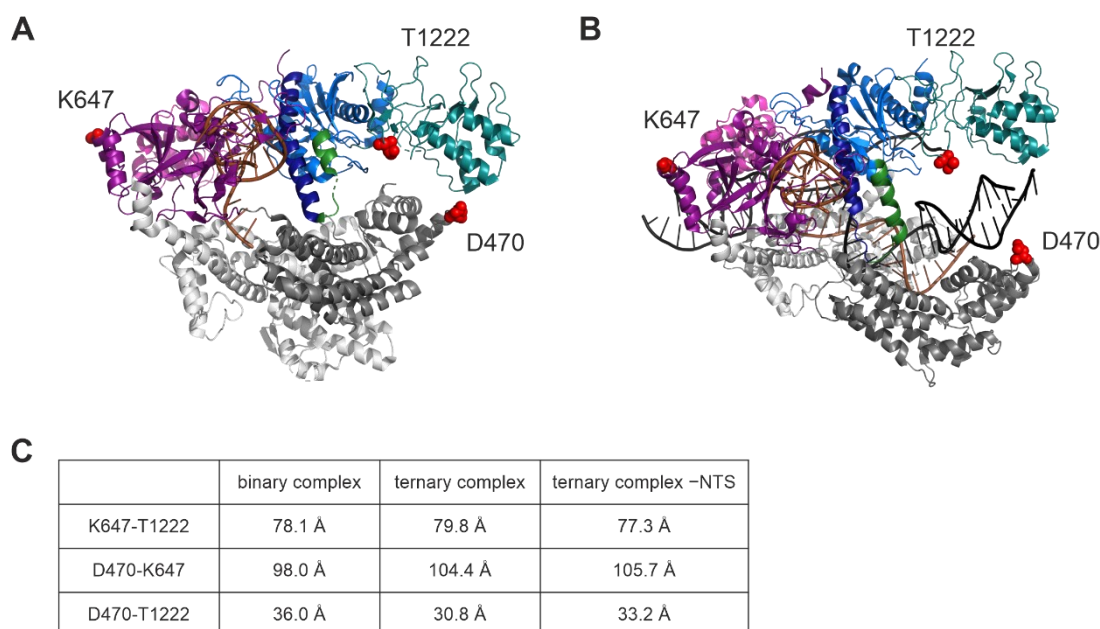 A
B
T1222
T1222
K647
K647
D470
D470
C
binary complex ternary complex ternary complex −NTS
K647-T1222 78.1 Å 79.8 Å 77.3 Å
D470-K647 98.0 Å 104.4 Å 105.7 Å
D470-T1222 36.0 Å 30.8 Å 33.2 Å